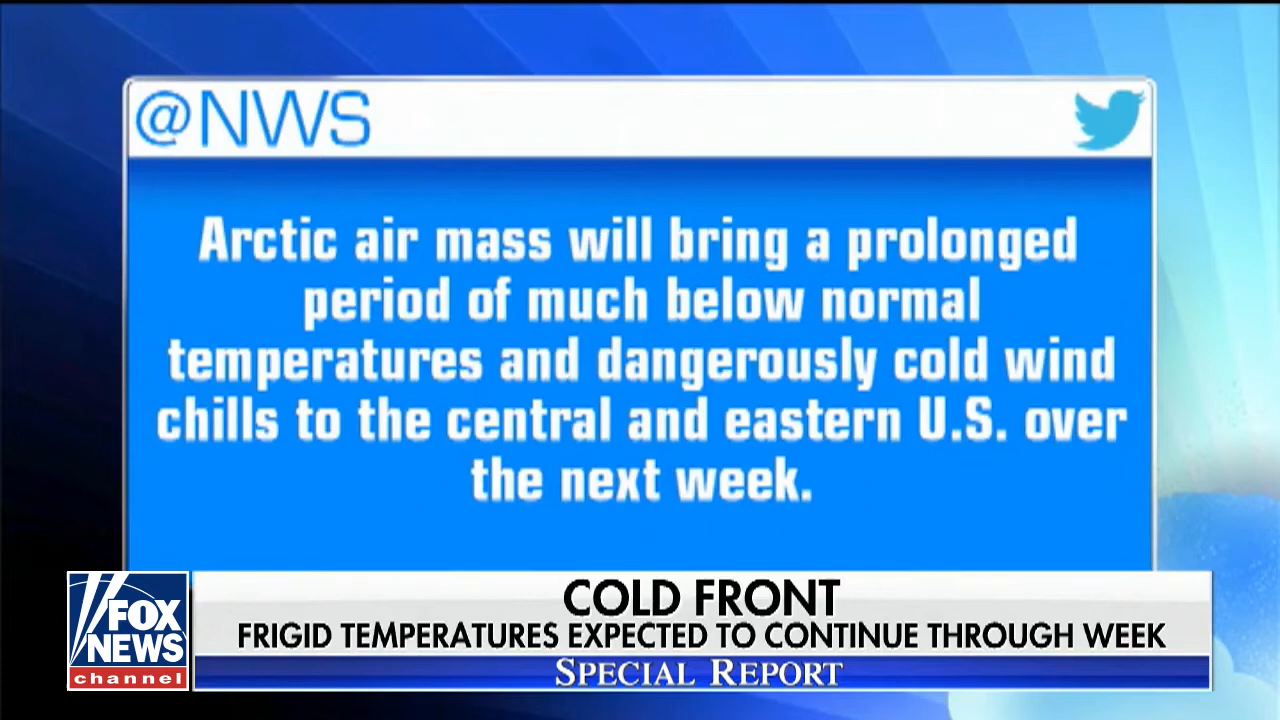 @NWS
Arctic air mass will bring a prolonged
period of much below normal
temperatures and dangerously cold wind
chills to the central and eastern U.S. over
the next week.
COLD FRONT
FRIGID TEMPERATURES EXPECTED TO CONTINUE THROUGH WEEK
SPECIAL REPORT
FOX
NEWS
channel